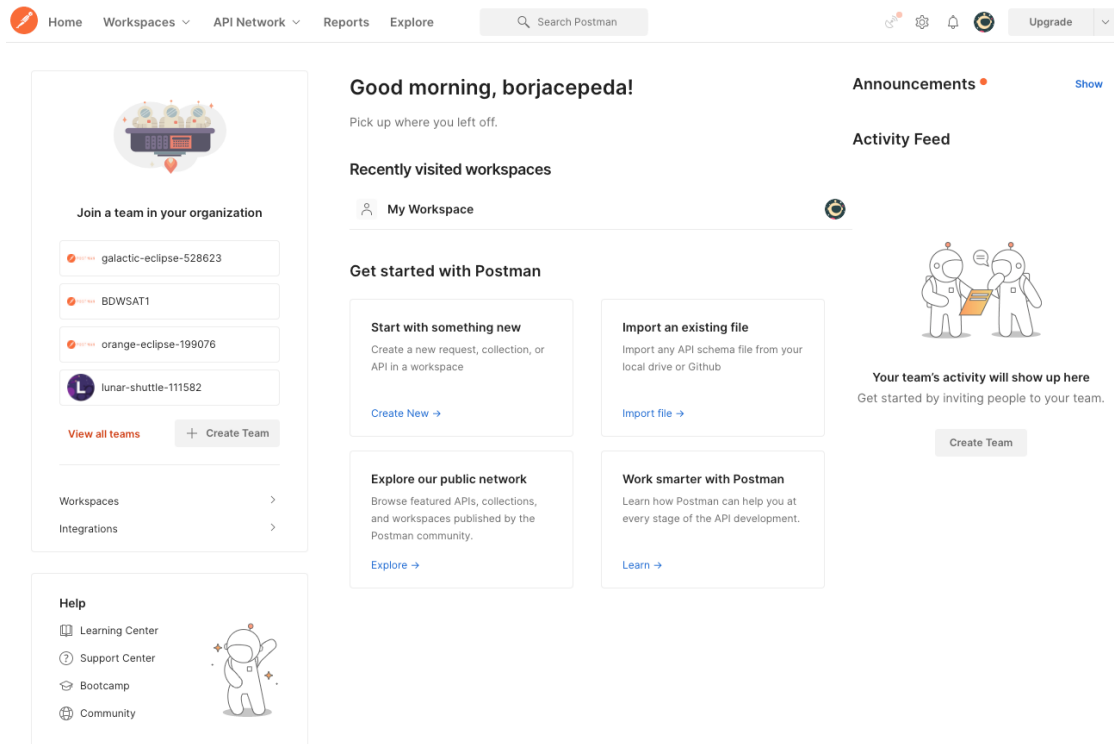 Home
Workspaces
API Network
Reports
Explore
Search Postman
Upgrade
Join a team in your organization
galactic-eclipse-528623
BDWSAT1
orange-eclipse-199076
L
lunar-shuttle-111582
View all teams
+ Create Team
Workspaces
Integrations
Help
Learning Center
Support Center
Bootcamp
Community
Good morning, borjacepeda!
Pick up where you left off.
Recently visited workspaces
My Workspace
Get started with Postman
Start with something new
Create a new request, collection, or
API in a workspace
Create New →
Import an existing file
Import any API schema file from your
local drive or Github
Import file →
Explore our public network
Browse featured APIs, collections,
and workspaces published by the
Postman community.
Explore →
Work smarter with Postman
Learn how Postman can help you at
every stage of the API development.
Learn →
Announcements
Show
Activity Feed
Your team's activity will show up here
Get started by inviting people to your team.
Create Team